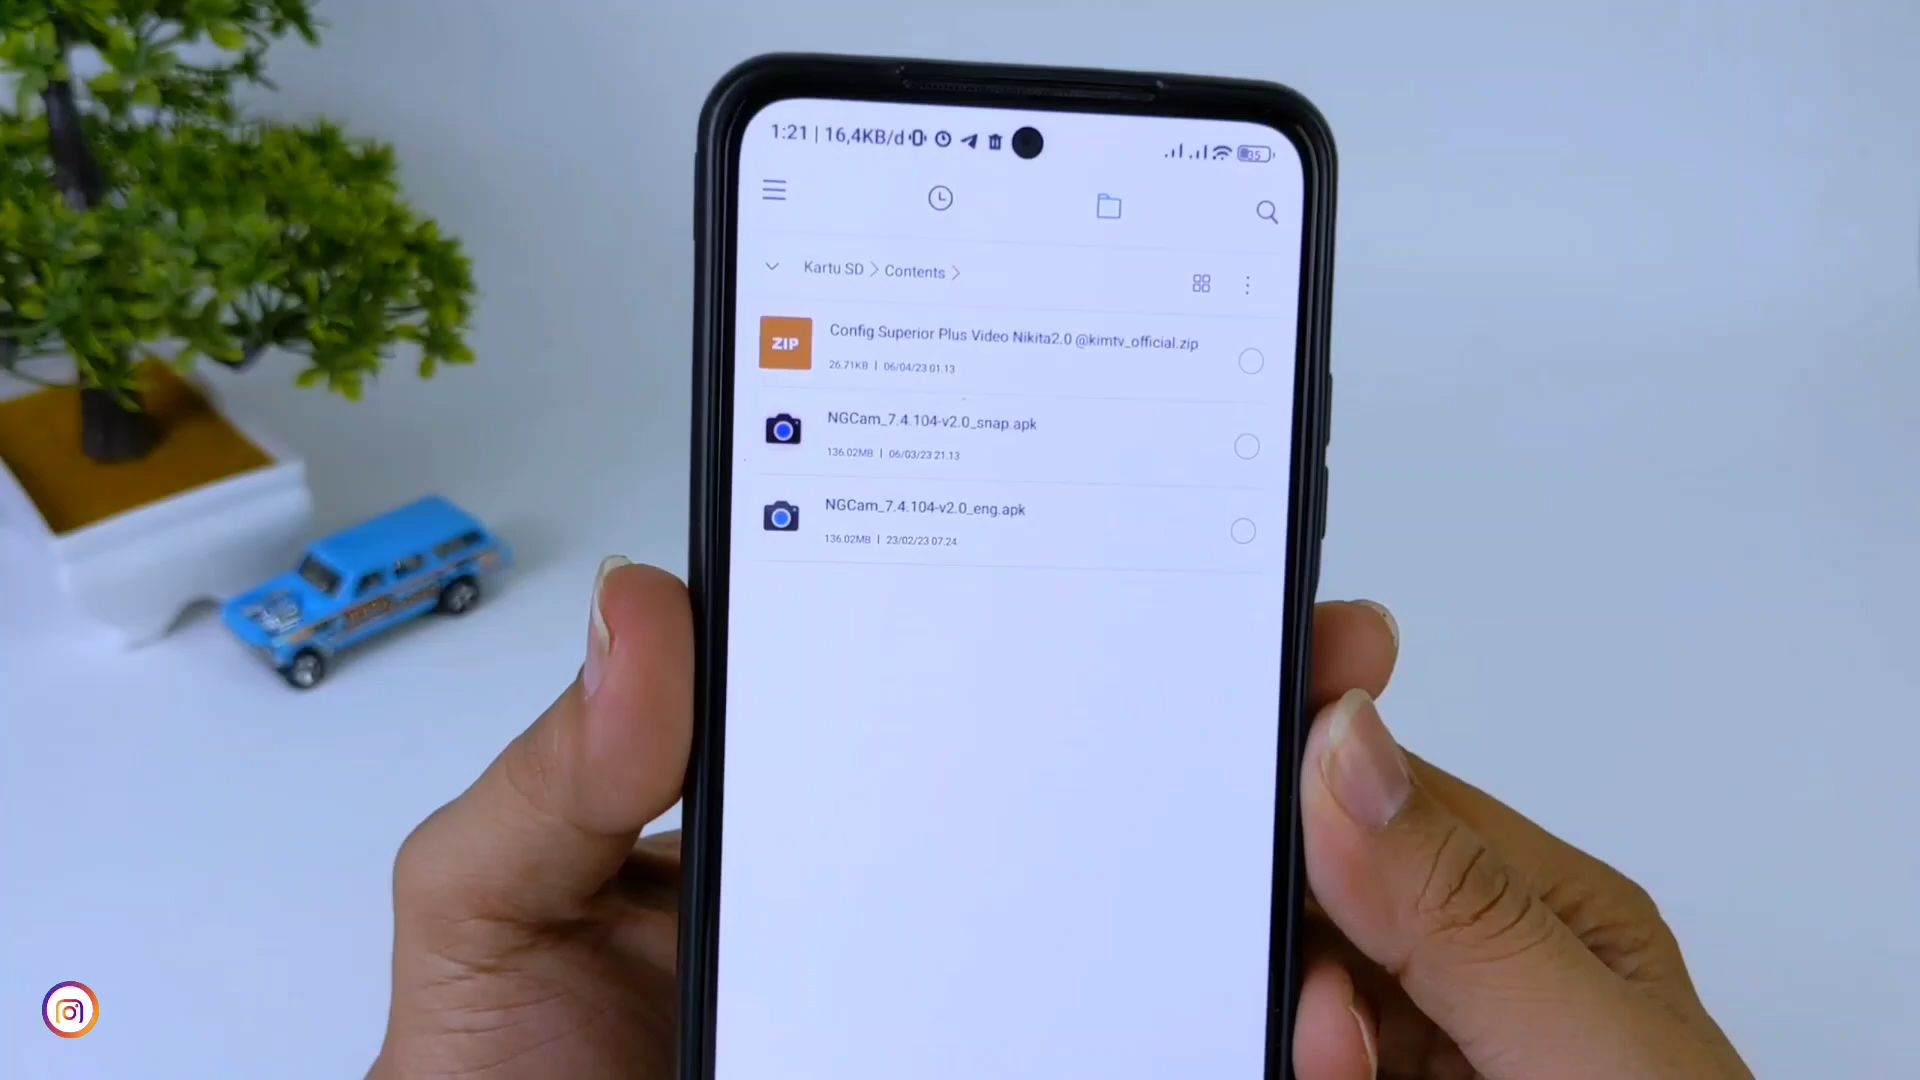 1:21 | 16,4KB/d
35
Kartu SD > Contents >
ZIP
Config Superior Plus Video Nikita2.0 @kimtv_official.zip
26.71KB | 06/04/23 01.13
NGCam_7.4.104-v2.0_snap.apk
136.02MB | 06/03/23 21.13
NGCam_7.4.104-v2.0_eng.apk
136.02MB | 23/02/23 07.24